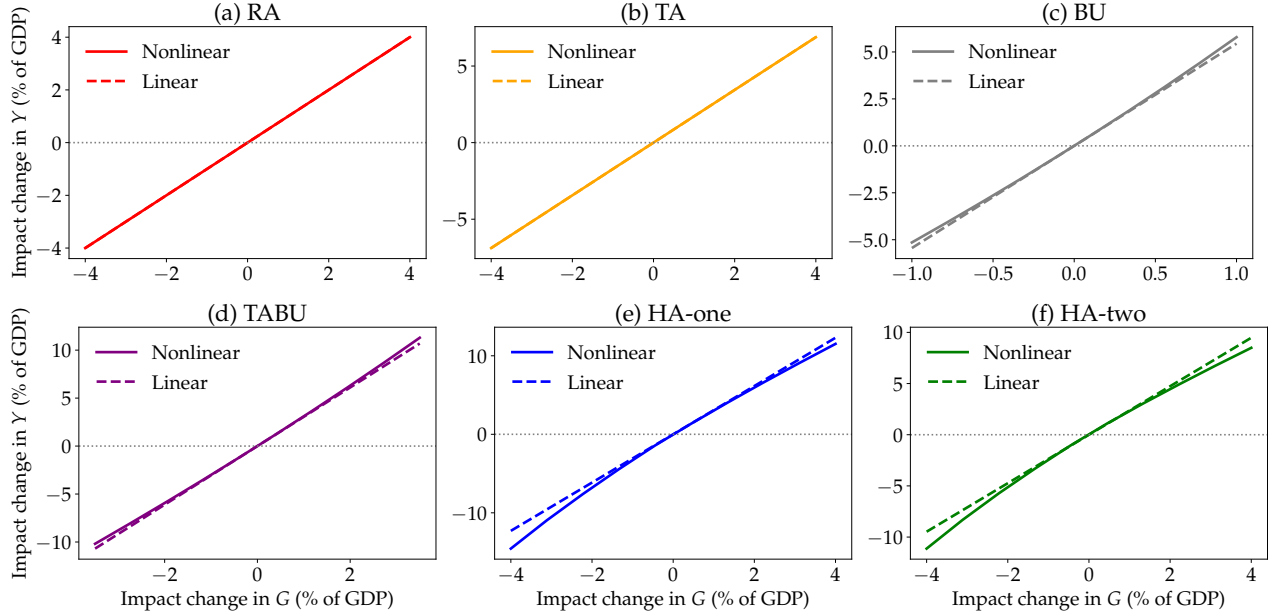 (a) RA
Impact change in Y (% of GDP)
4
2
0
−2
−4
Nonlinear
Linear
−4 −2 0 2 4
(b) TA
5
0
−5
Nonlinear
Linear
−4 −2 0 2 4
(c) BU
5.0
2.5
0.0
−2.5
−5.0
Nonlinear
Linear
−1.0 −0.5 0.0 0.5 1.0
(d) TABU
Impact change in Y (% of GDP)
10
5
0
−5
−10
Nonlinear
Linear
−2 0 2
Impact change in G (% of GDP)
(e) HA-one
10
0
−10
Nonlinear
Linear
−4 −2 0 2 4
Impact change in G (% of GDP)
(f) HA-two
10
5
0
−5
−10
Nonlinear
Linear
−4 −2 0 2 4
Impact change in G (% of GDP)